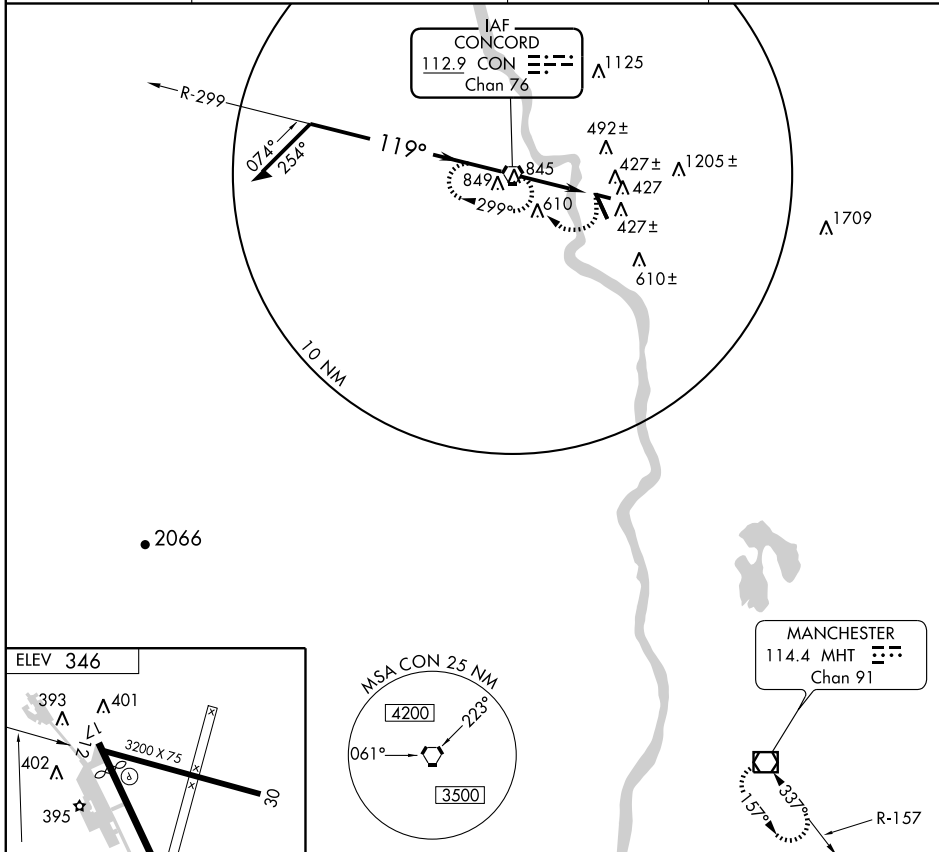 IAF
CONCORD
112.9 CON
Chan 76
1125
R-299
074°
254°
119°
492±
427±
1205±
849
845
427
299°
610
427±
1709
610±
10 NM
2066
MANCHESTER
114.4 MHT
Chan 91
ELEV 346
393
401
17
12
3200 X 75
402
P
395
30
X
X
X
MSA CON 25 NM
4200
223°
061°
3500
157°
337°
R-157